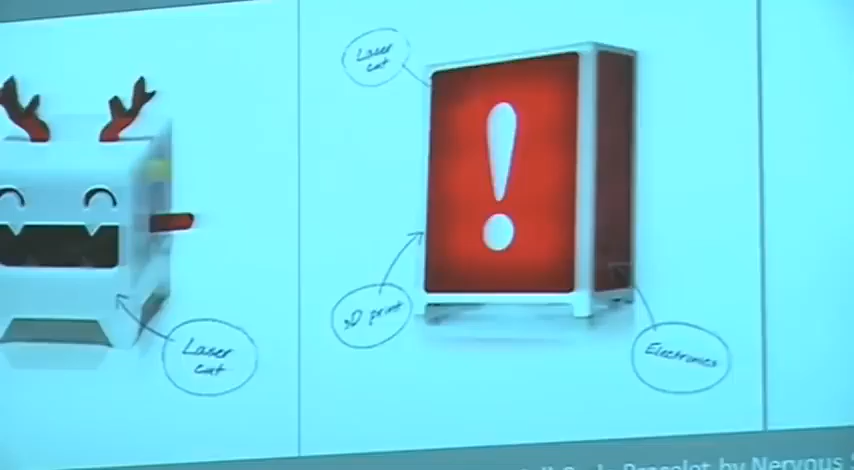 Laser
cut
!
3D print
Laser
cut
Electronics
Bracelet by Nervous